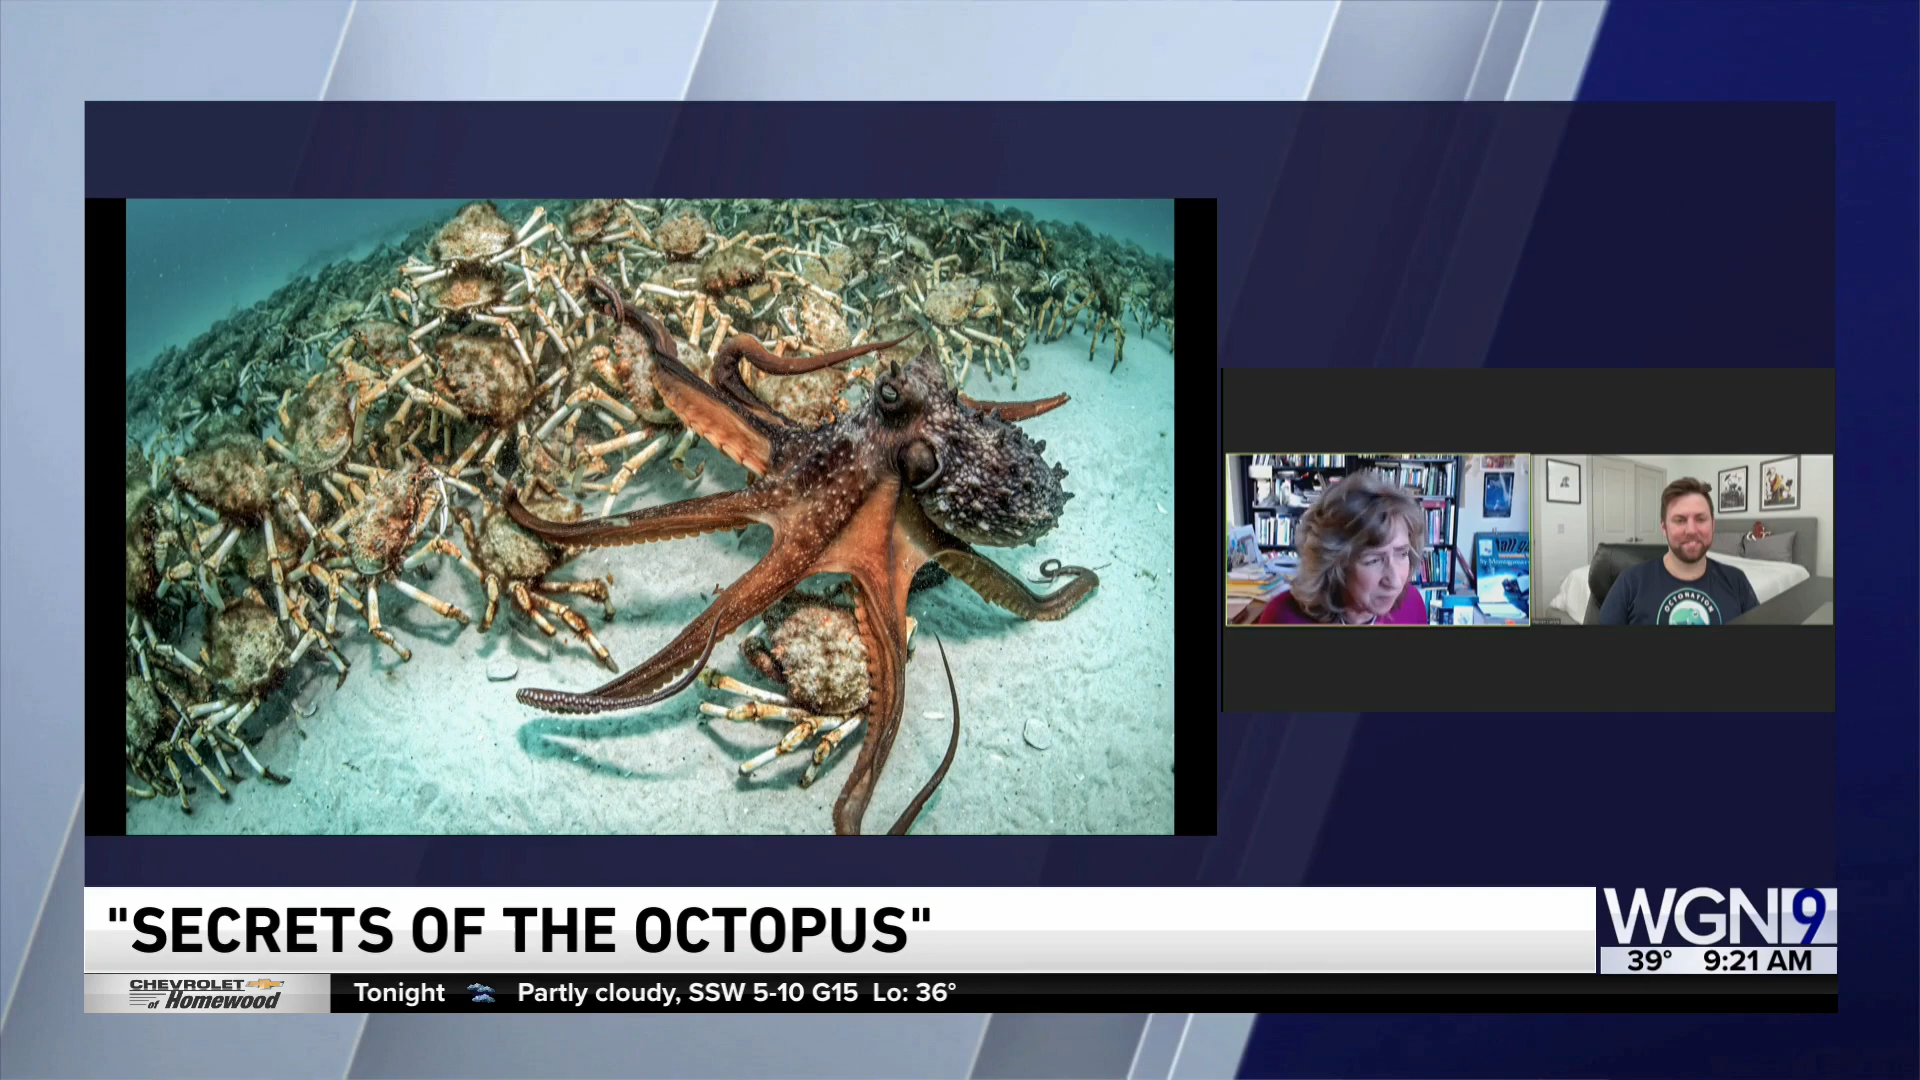 "SECRETS OF THE OCTOPUS"
WGN9
39° 9:21 AM
CHEVROLET
of Homewood
Tonight Partly cloudy, SSW 5-10 G15 Lo: 36°
OCTONATION